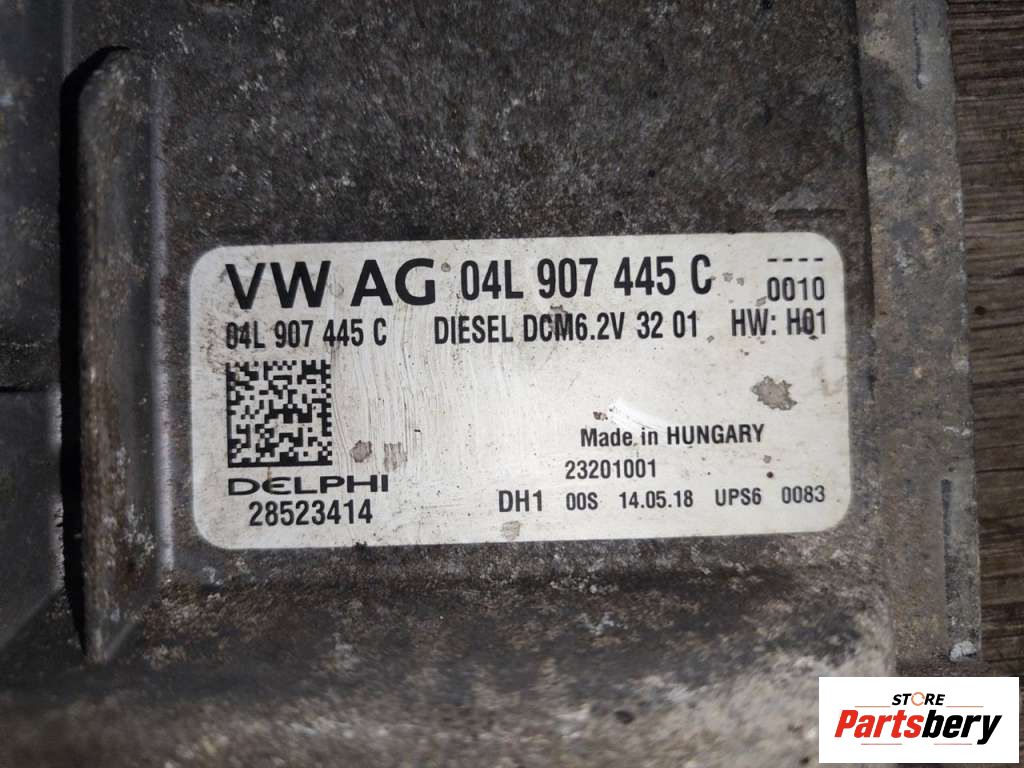 VW AG 04L 907 445 C ----
0010
04L 907 445 C DIESEL DCM6.2V 32 01 HW: H01
Made in HUNGARY
23201001
DELPHI
28523414
DH1 00S 14.05.18 UPS6 0083
STORE
Partsbery